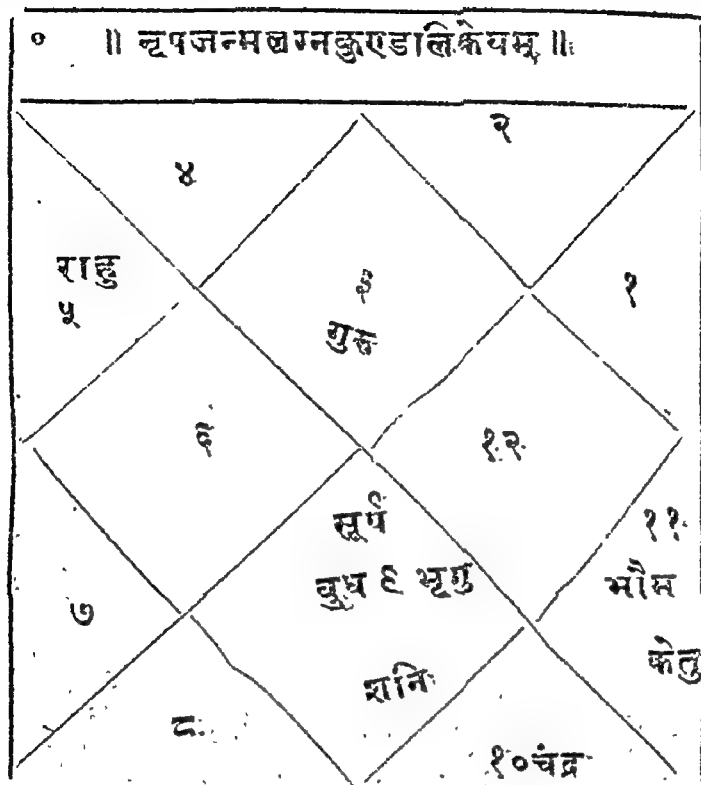 ० ॥ नृपजन्मलग्नकुण्डलिकेयम् ॥
२
४
राहु
५
३
गुरु
१
६
१२
सूर्य
बुध ९ भृगु
शनि
११
भौम
केतु
७
८
१० चंद्र